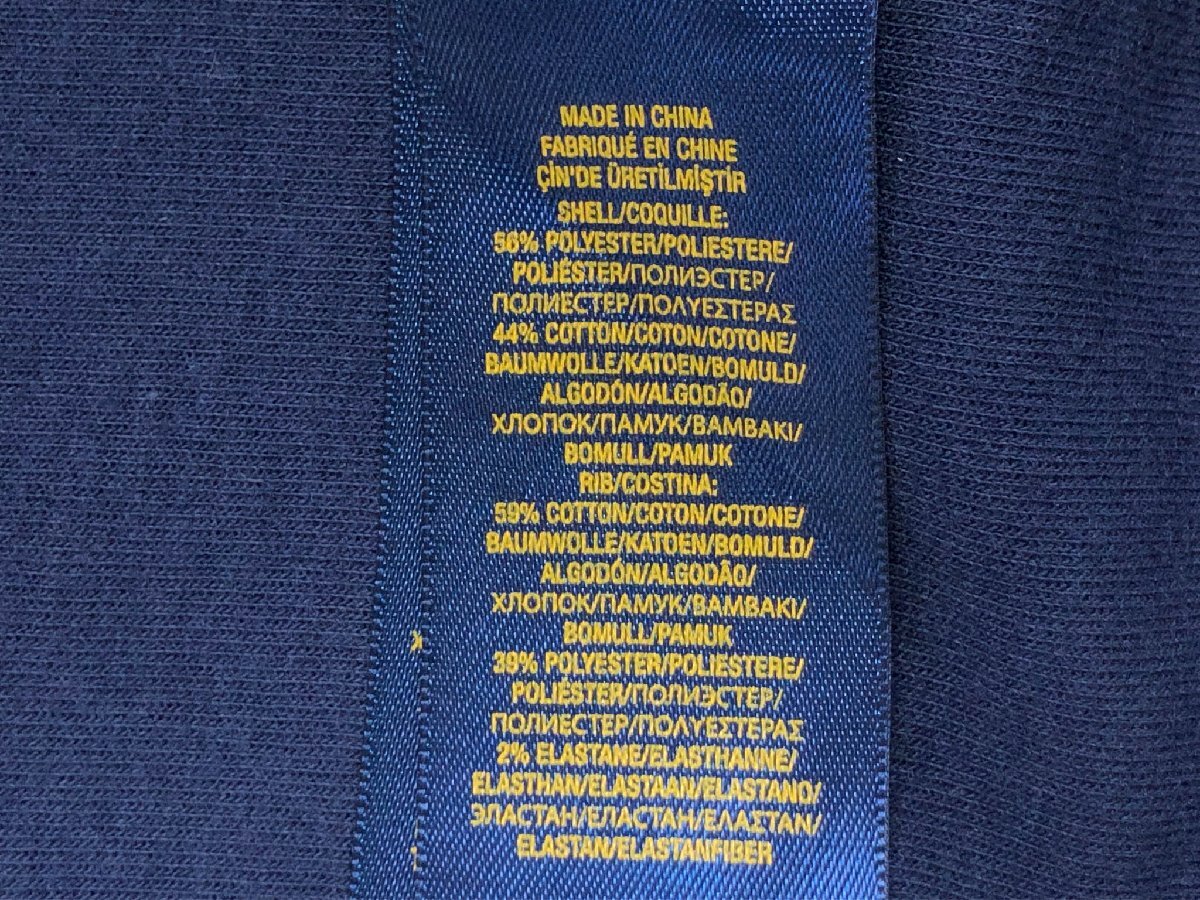 MADE IN CHINA
FABRIQUÉ EN CHINE
ÇİN'DE ÜRETİLMİŞTİR
SHELL/COQUILLE:
56% POLYESTER/POLIESTERE/
POLIÉSTER/ПОЛИЭСТЕР/
ПОЛИЕСТЕР/ΠΟΛΥΕΣΤΕΡΑΣ
44% COTTON/COTON/COTONE/
BAUMWOLLE/KATOEN/BOMULD/
ALGODÓN/ALGODÃO/
ХЛОПОК/ПАМУК/ΒΑΜΒΑΚΙ/
BOMULL/PAMUK
RIB/COSTINA:
59% COTTON/COTON/COTONE/
BAUMWOLLE/KATOEN/BOMULD/
ALGODÓN/ALGODÃO/
ХЛОПОК/ПАМУК/ΒΑΜΒΑΚΙ/
BOMULL/PAMUK
39% POLYESTER/POLIESTERE/
POLIÉSTER/ПОЛИЭСТЕР/
ПОЛИЕСТЕР/ΠΟΛΥΕΣΤΕΡΑΣ
2% ELASTANE/ELASTHANNE/
ELASTHAN/ELASTAAN/ELASTANO/
ЭЛАСТАН/ЕЛАСТАН/ΕΛΑΣΤΑΝ/
ELASTAN/ELASTANFIBER